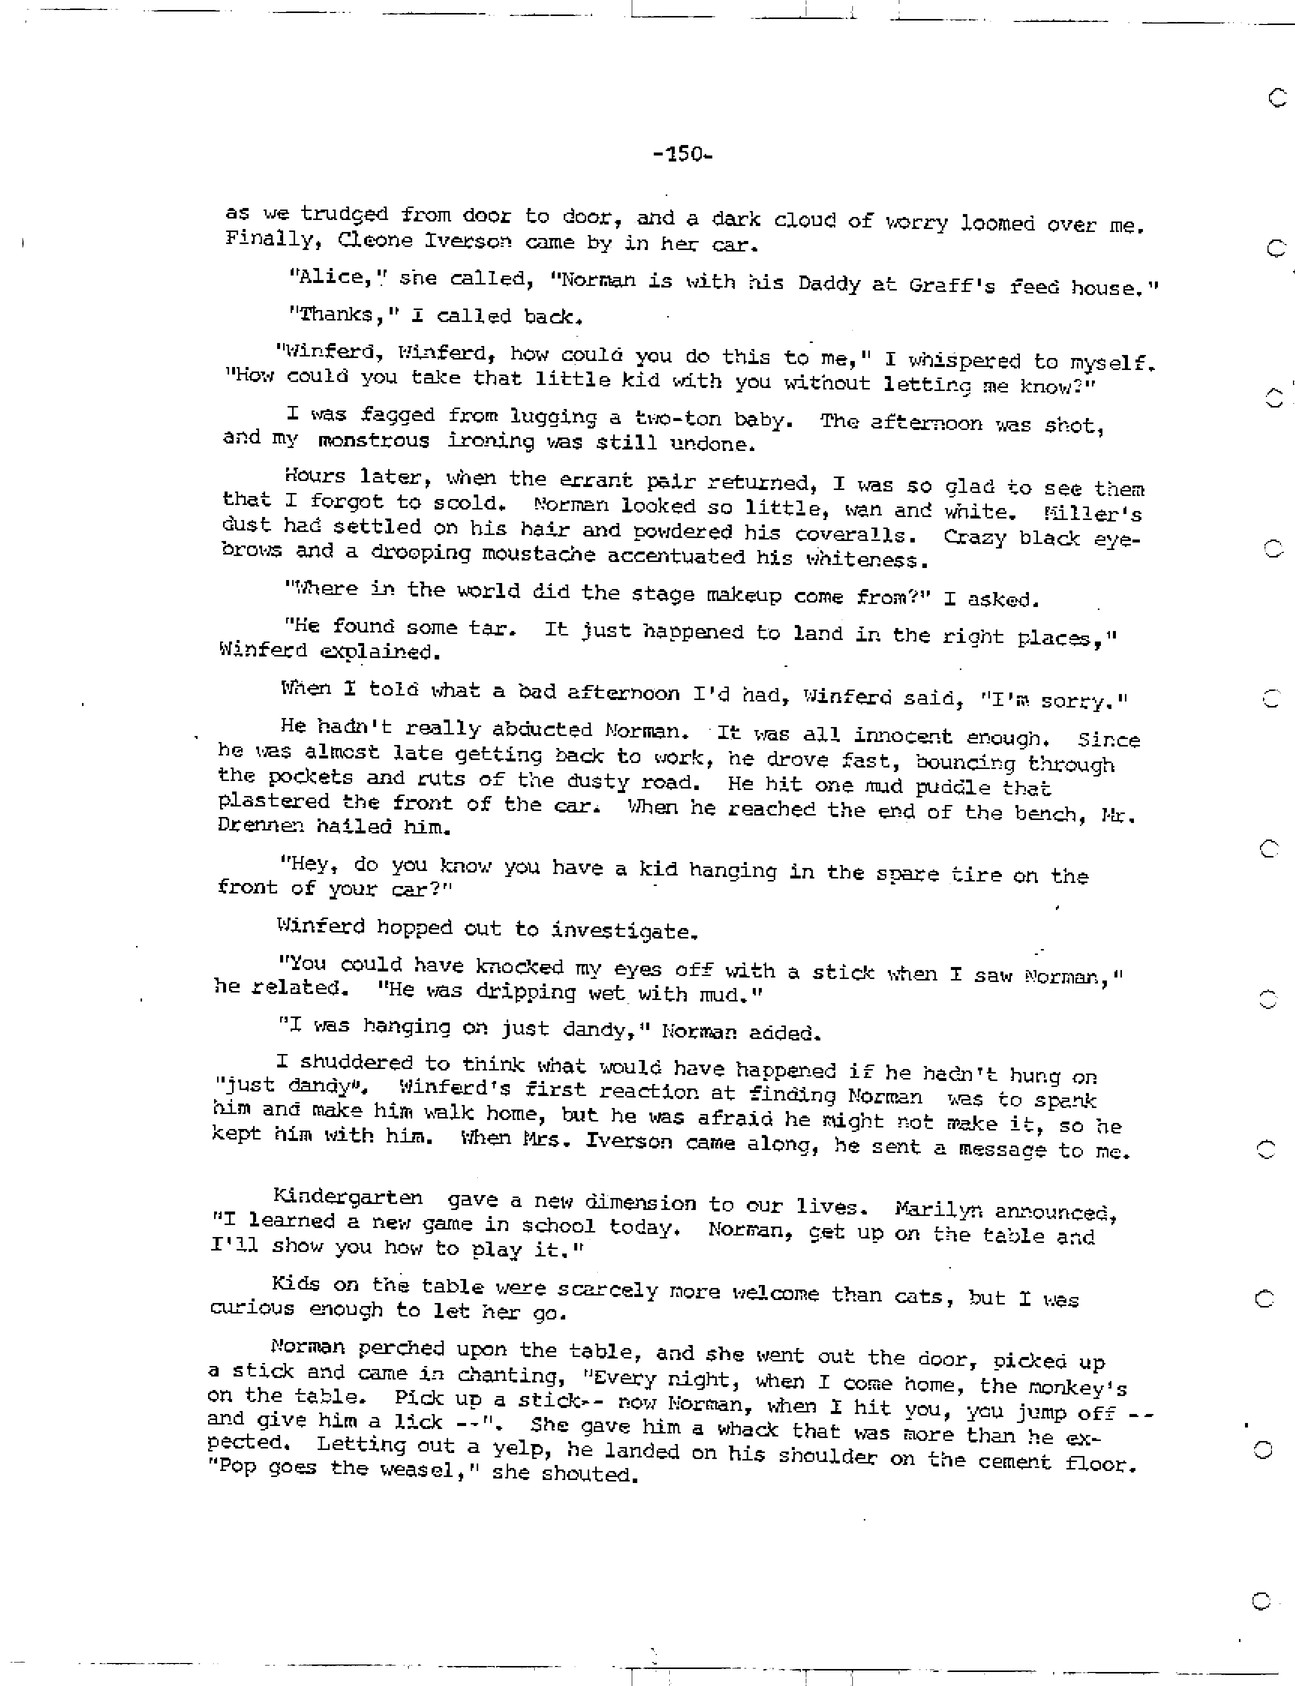 -150-
as we trudged from door to door, and a dark cloud of worry loomed over me.
Finally, Cleone Iverson came by in her car.
"Alice," she called, "Norman is with his Daddy at Graff's feed house."
"Thanks," I called back.
"Winferd, Winferd, how could you do this to me," I whispered to myself.
"How could you take that little kid with you without letting me know?"
I was fagged from lugging a two-ton baby. The afternoon was shot,
and my monstrous ironing was still undone.
Hours later, when the errant pair returned, I was so glad to see them
that I forgot to scold. Norman looked so little, wan and white. Miller's
dust had settled on his hair and powdered his coveralls. Crazy black eye-
brows and a drooping moustache accentuated his whiteness.
"Where in the world did the stage makeup come from?" I asked.
"He found some tar. It just happened to land in the right places,"
Winferd explained.
When I told what a bad afternoon I'd had, Winferd said, "I'm sorry."
He hadn't really abducted Norman. It was all innocent enough. Since
he was almost late getting back to work, he drove fast, bouncing through
the pockets and ruts of the dusty road. He hit one mud puddle that
plastered the front of the car. When he reached the end of the bench, Mr.
Drennen hailed him.
"Hey, do you know you have a kid hanging in the spare tire on the
front of your car?"
Winferd hopped out to investigate.
"You could have knocked my eyes off with a stick when I saw Norman,"
he related. "He was dripping wet with mud."
"I was hanging on just dandy," Norman added.
I shuddered to think what would have happened if he hadn't hung on
"just dandy". Winferd's first reaction at finding Norman was to spank
him and make him walk home, but he was afraid he might not make it, so he
kept him with him. When Mrs. Iverson came along, he sent a message to me.
Kindergarten gave a new dimension to our lives. Marilyn announced,
"I learned a new game in school today. Norman, get up on the table and
I'll show you how to play it."
Kids on the table were scarcely more welcome than cats, but I was
curious enough to let her go.
Norman perched upon the table, and she went out the door, picked up
a stick and came in chanting, "Every night, when I come home, the monkey's
on the table. Pick up a stick-- now Norman, when I hit you, you jump off --
and give him a lick --". She gave him a whack that was more than he ex-
pected. Letting out a yelp, he landed on his shoulder on the cement floor.
"Pop goes the weasel," she shouted.